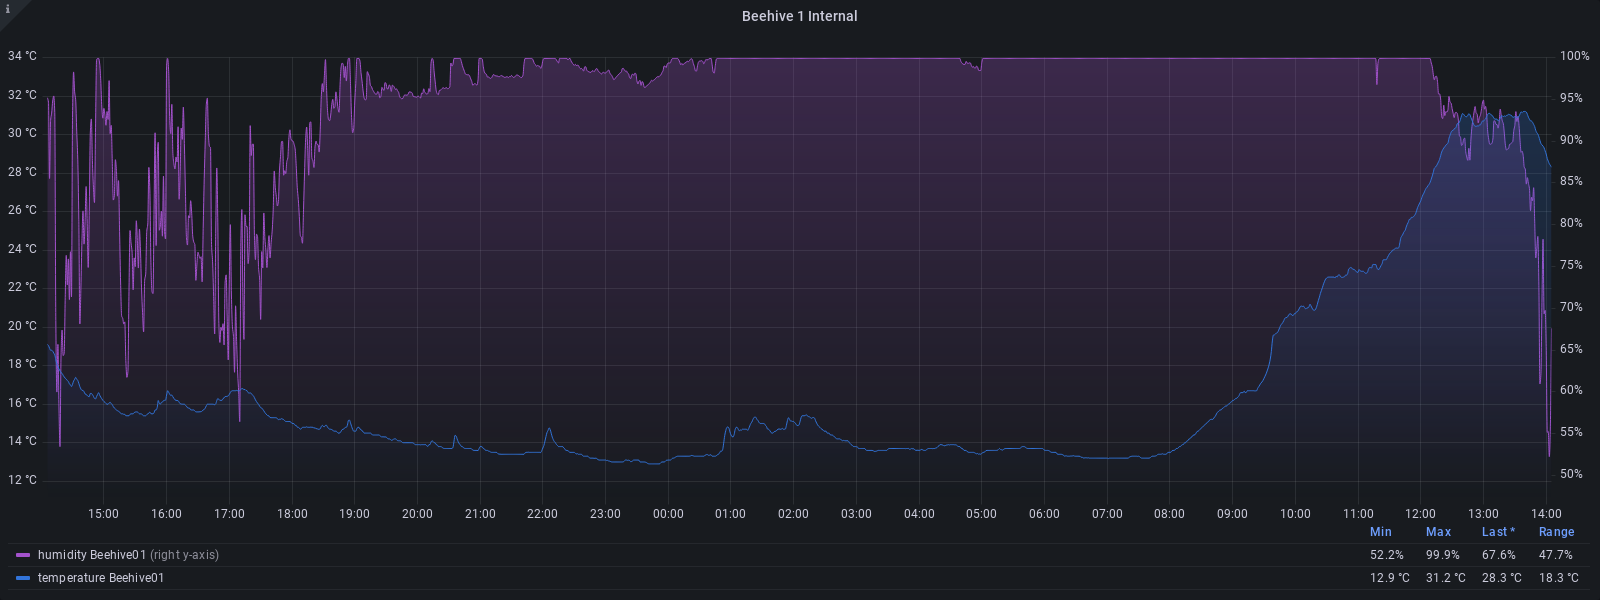 i
Beehive 1 Internal
34 °C 100%
32 °C 95%
30 °C 90%
28 °C 85%
26 °C 80%
24 °C 75%
22 °C 70%
20 °C 65%
18 °C 60%
16 °C 55%
14 °C 50%
12 °C
15:00 16:00 17:00 18:00 19:00 20:00 21:00 22:00 23:00 00:00 01:00 02:00 03:00 04:00 05:00 06:00 07:00 08:00 09:00 10:00 11:00 12:00 13:00 14:00
Min Max Last * Range
humidity Beehive01 (right y-axis) 52.2% 99.9% 67.6% 47.7%
temperature Beehive01 12.9 °C 31.2 °C 28.3 °C 18.3 °C